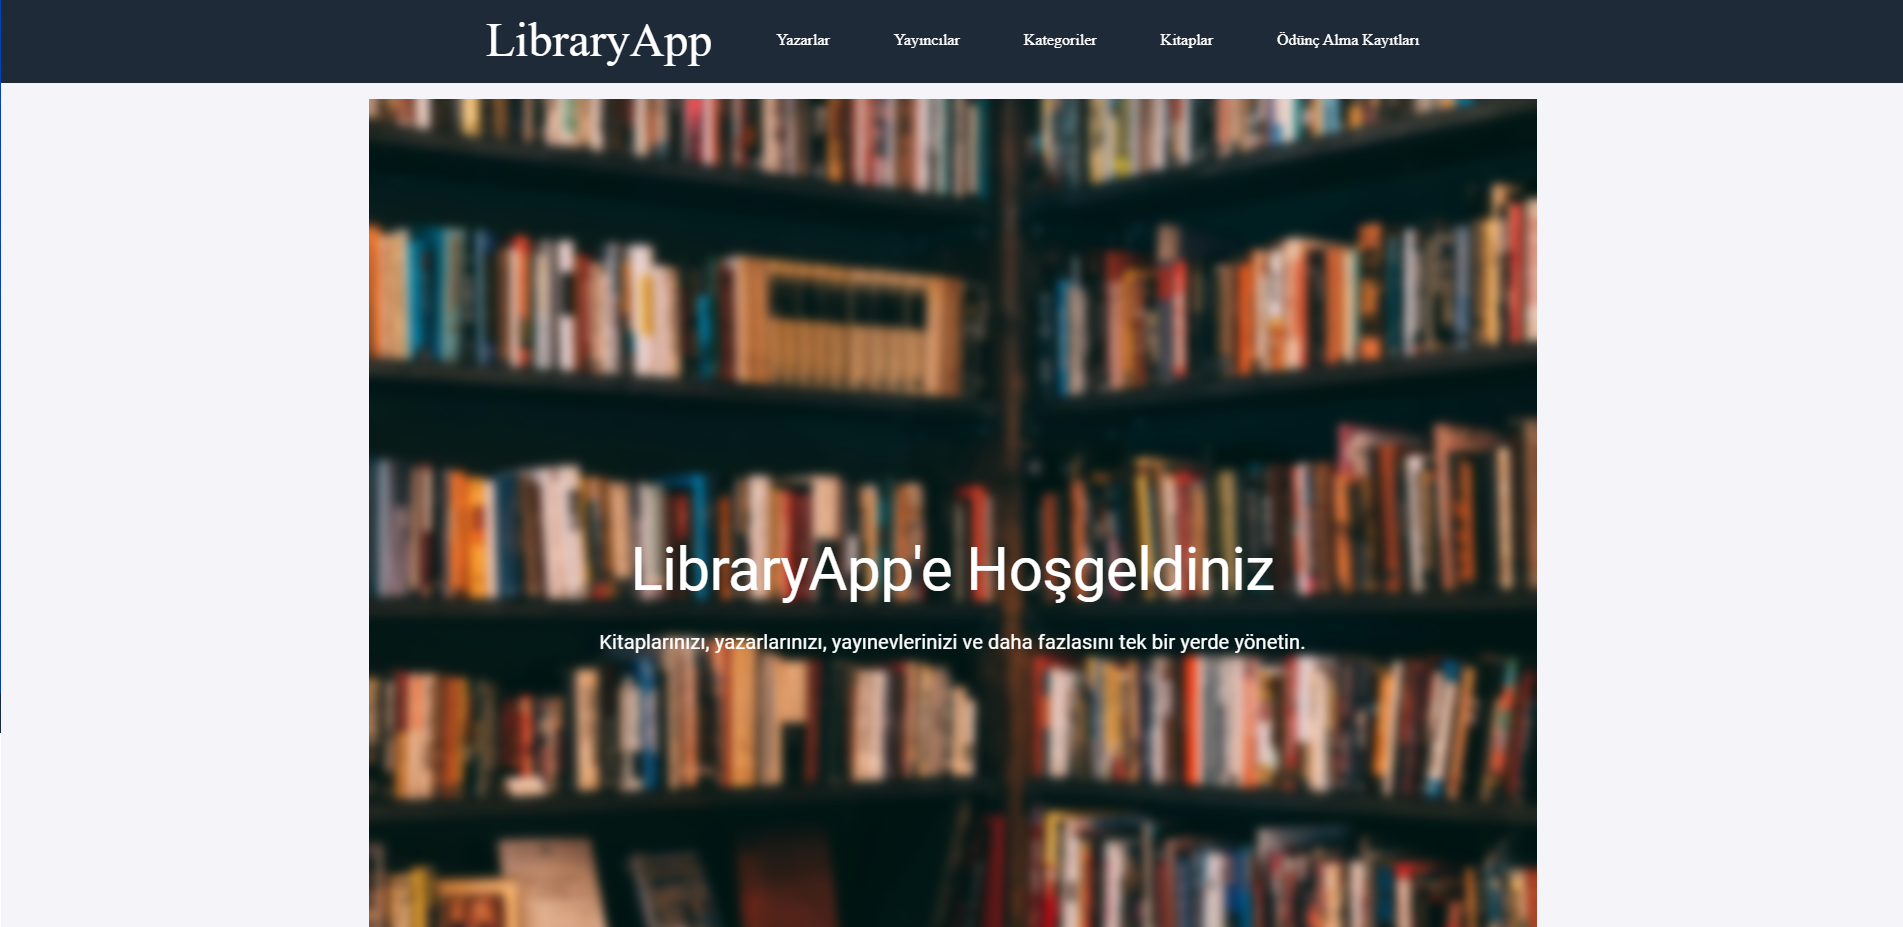 LibraryApp Yazarlar Yayıncılar Kategoriler Kitaplar Ödünç Alma Kayıtları
LibraryApp'e Hoşgeldiniz
Kitaplarınızı, yazarlarınızı, yayınevlerinizi ve daha fazlasını tek bir yerde yönetin.